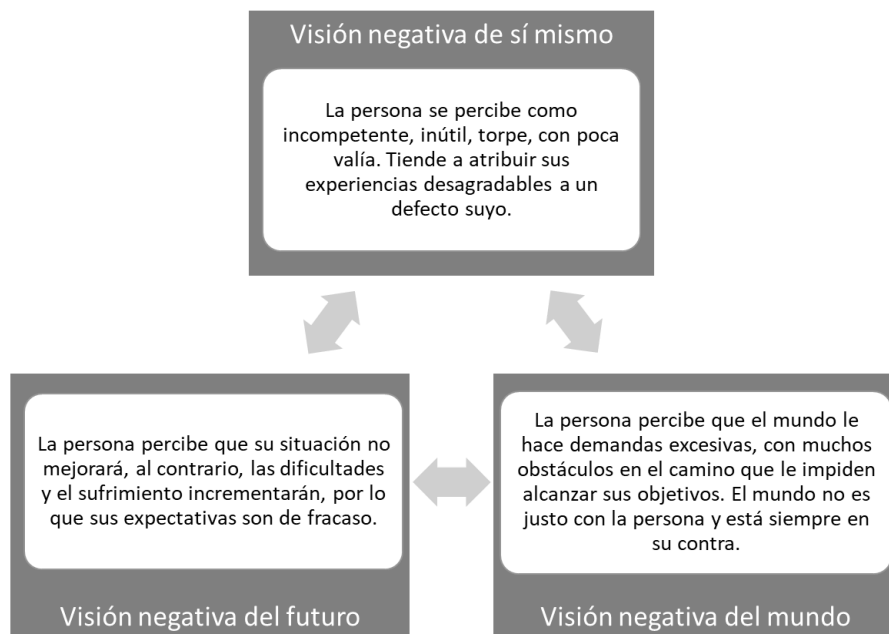 Visión negativa de sí mismo
La persona se percibe como
incompetente, inútil, torpe, con poca
valía. Tiende a atribuir sus
experiencias desagradables a un
defecto suyo.
La persona percibe que su situación no
mejorará, al contrario, las dificultades
y el sufrimiento incrementarán, por lo
que sus expectativas son de fracaso.
Visión negativa del futuro
La persona percibe que el mundo le
hace demandas excesivas, con muchos
obstáculos en el camino que le impiden
alcanzar sus objetivos. El mundo no es
justo con la persona y está siempre en
su contra.
Visión negativa del mundo